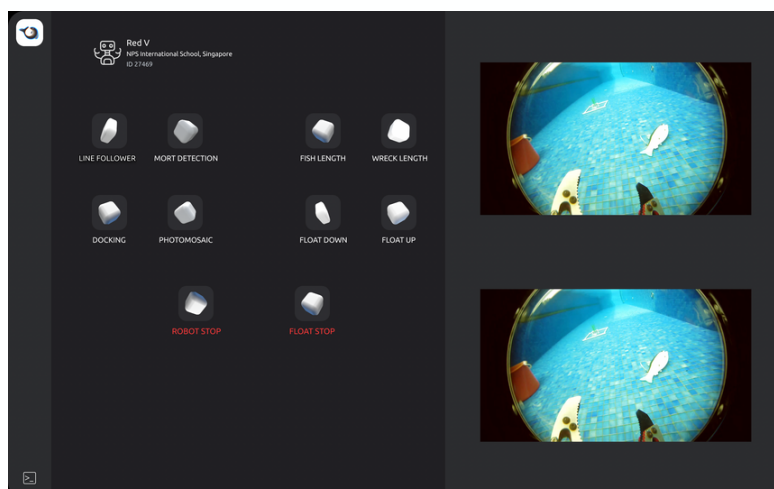 Red V
NPS International School, Singapore
ID 27469
LINE FOLLOWER
MORT DETECTION
FISH LENGTH
WRECK LENGTH
DOCKING
PHOTOMOSAIC
FLOAT DOWN
FLOAT UP
ROBOT STOP
FLOAT STOP
>_